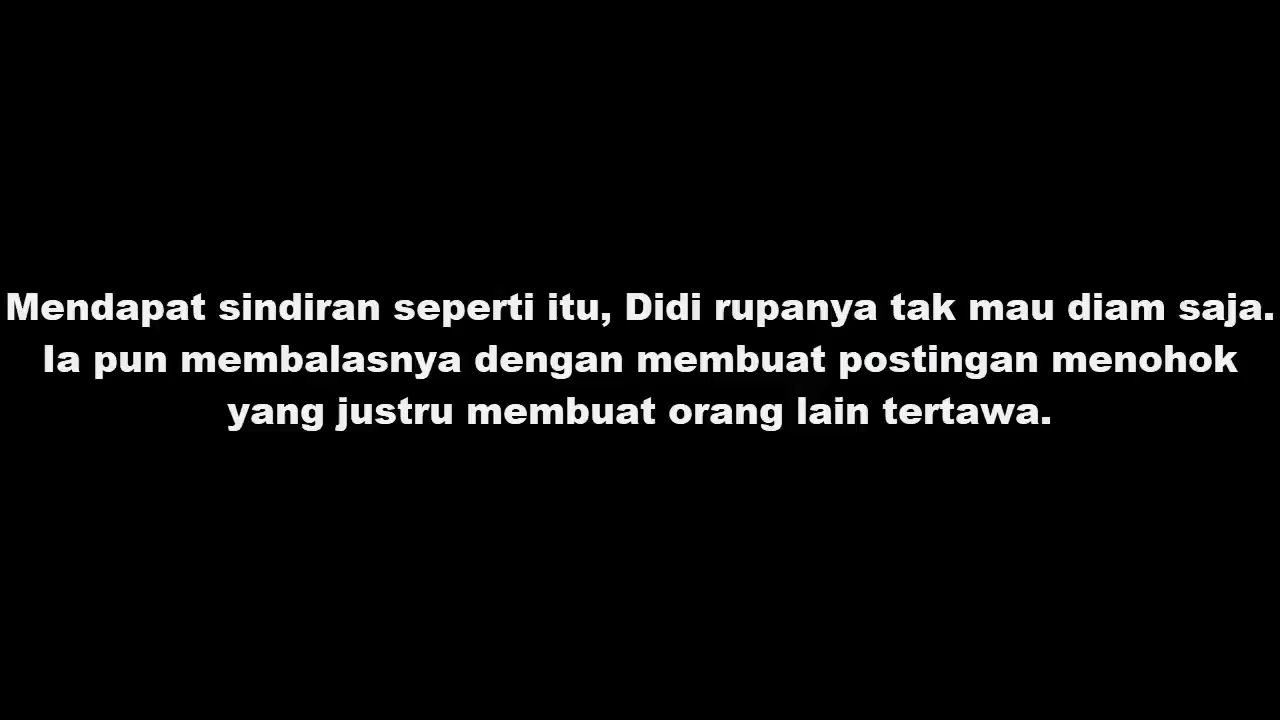 Mendapat sindiran seperti itu, Didi rupanya tak mau diam saja.
Ia pun membalasnya dengan membuat postingan menohok
yang justru membuat orang lain tertawa.